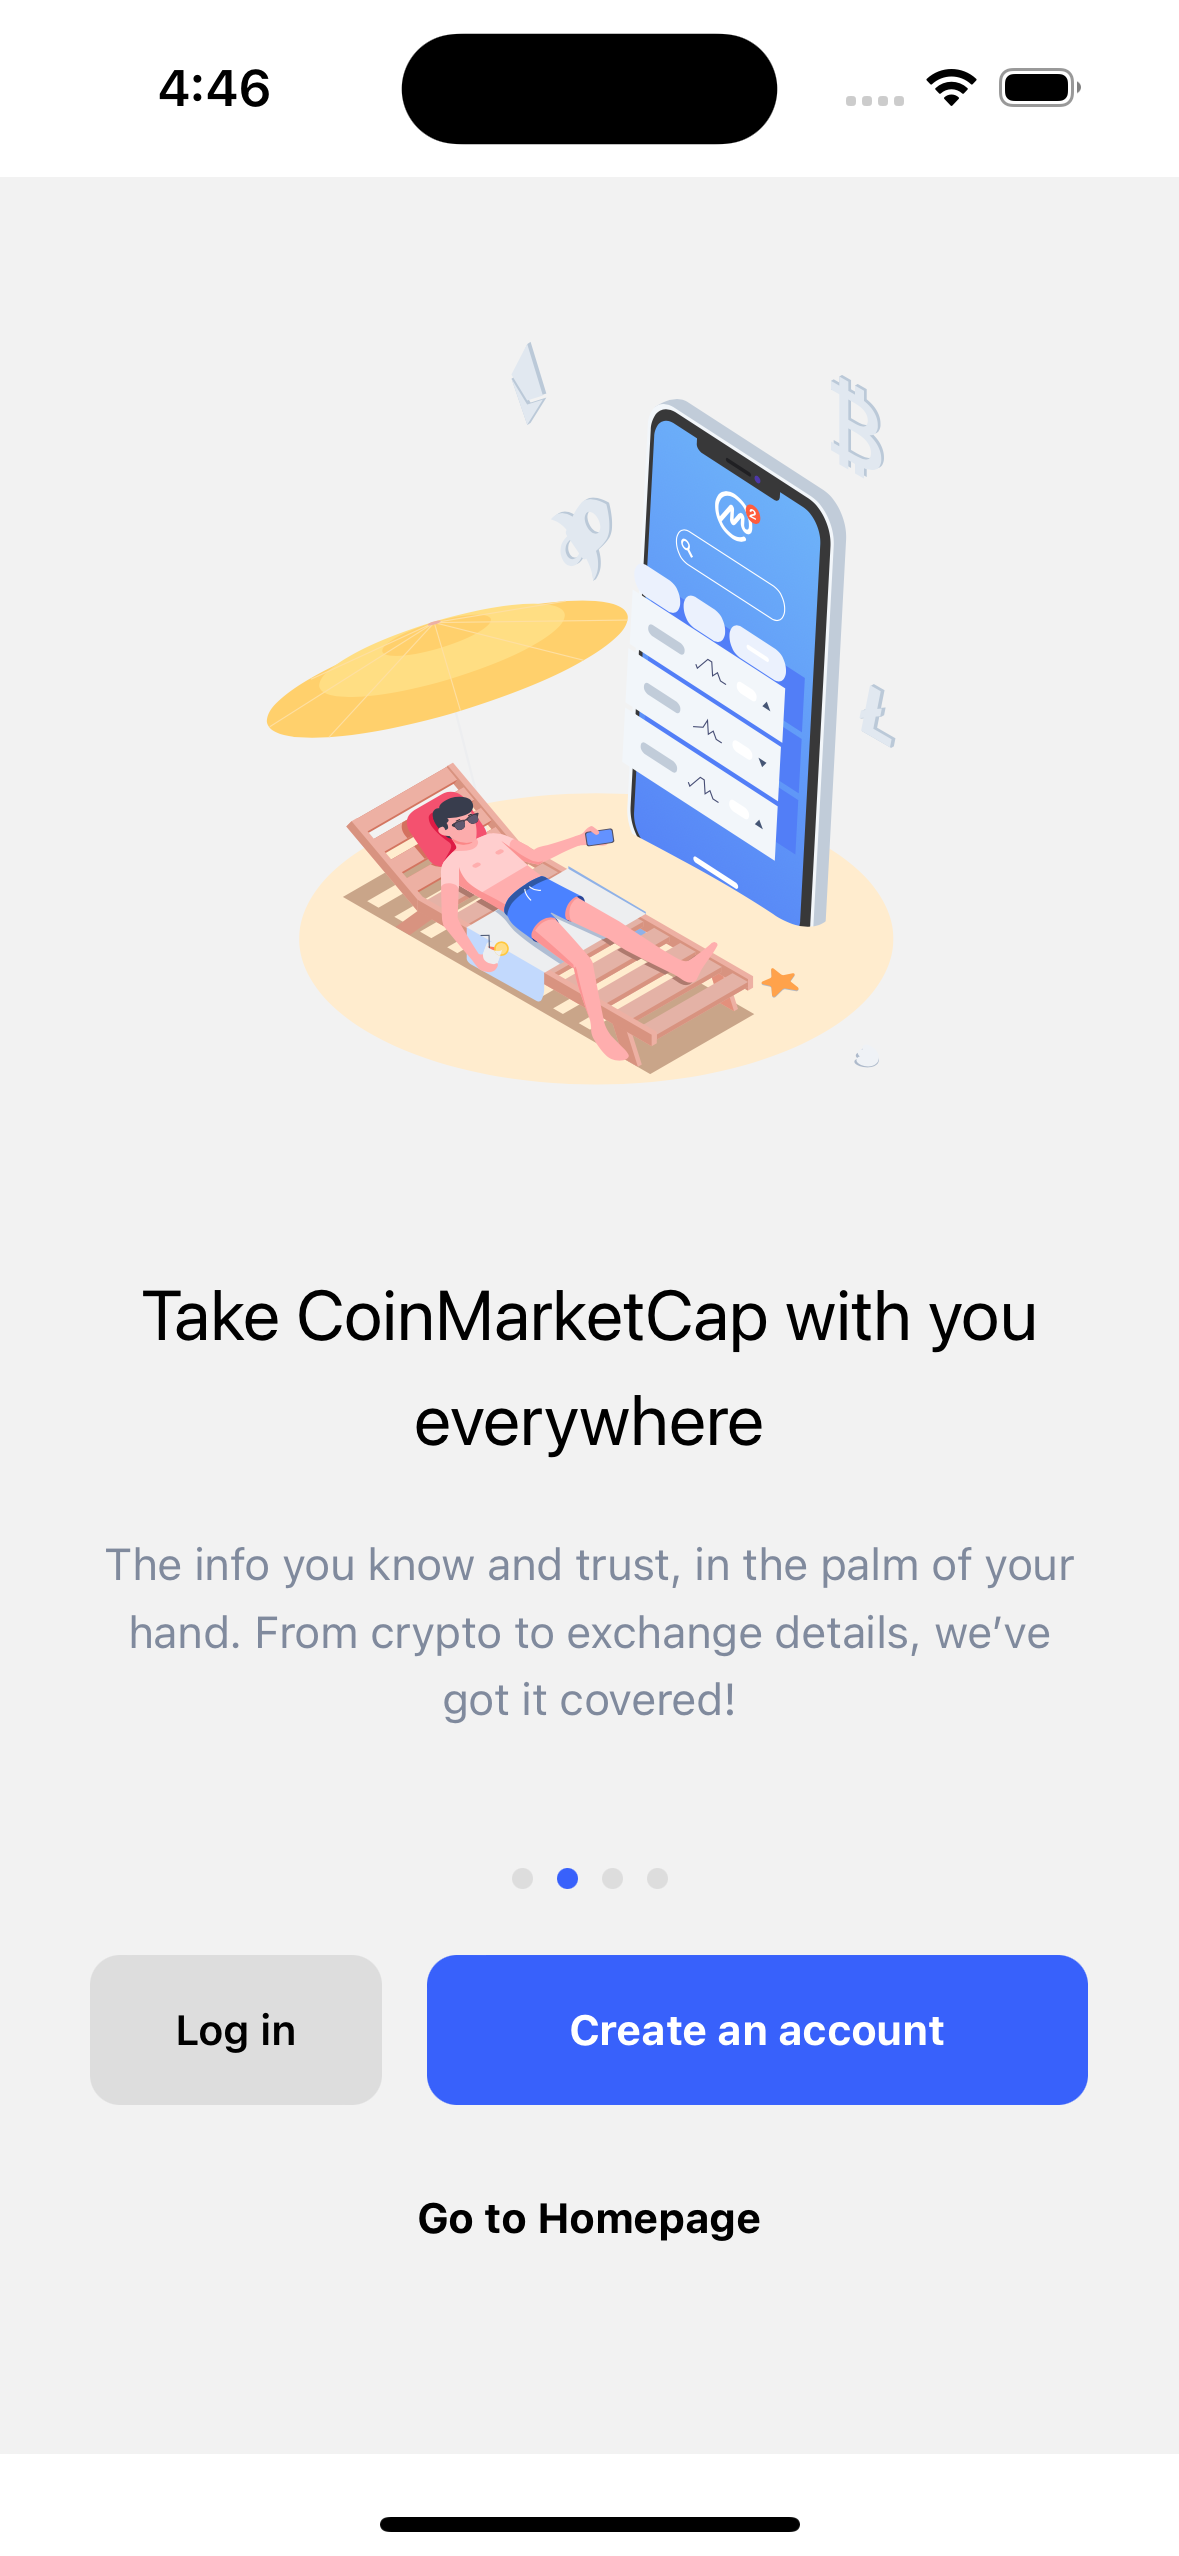 4:46
2
Take CoinMarketCap with you
everywhere
The info you know and trust, in the palm of your
hand. From crypto to exchange details, we’ve
got it covered!
Log in
Create an account
Go to Homepage